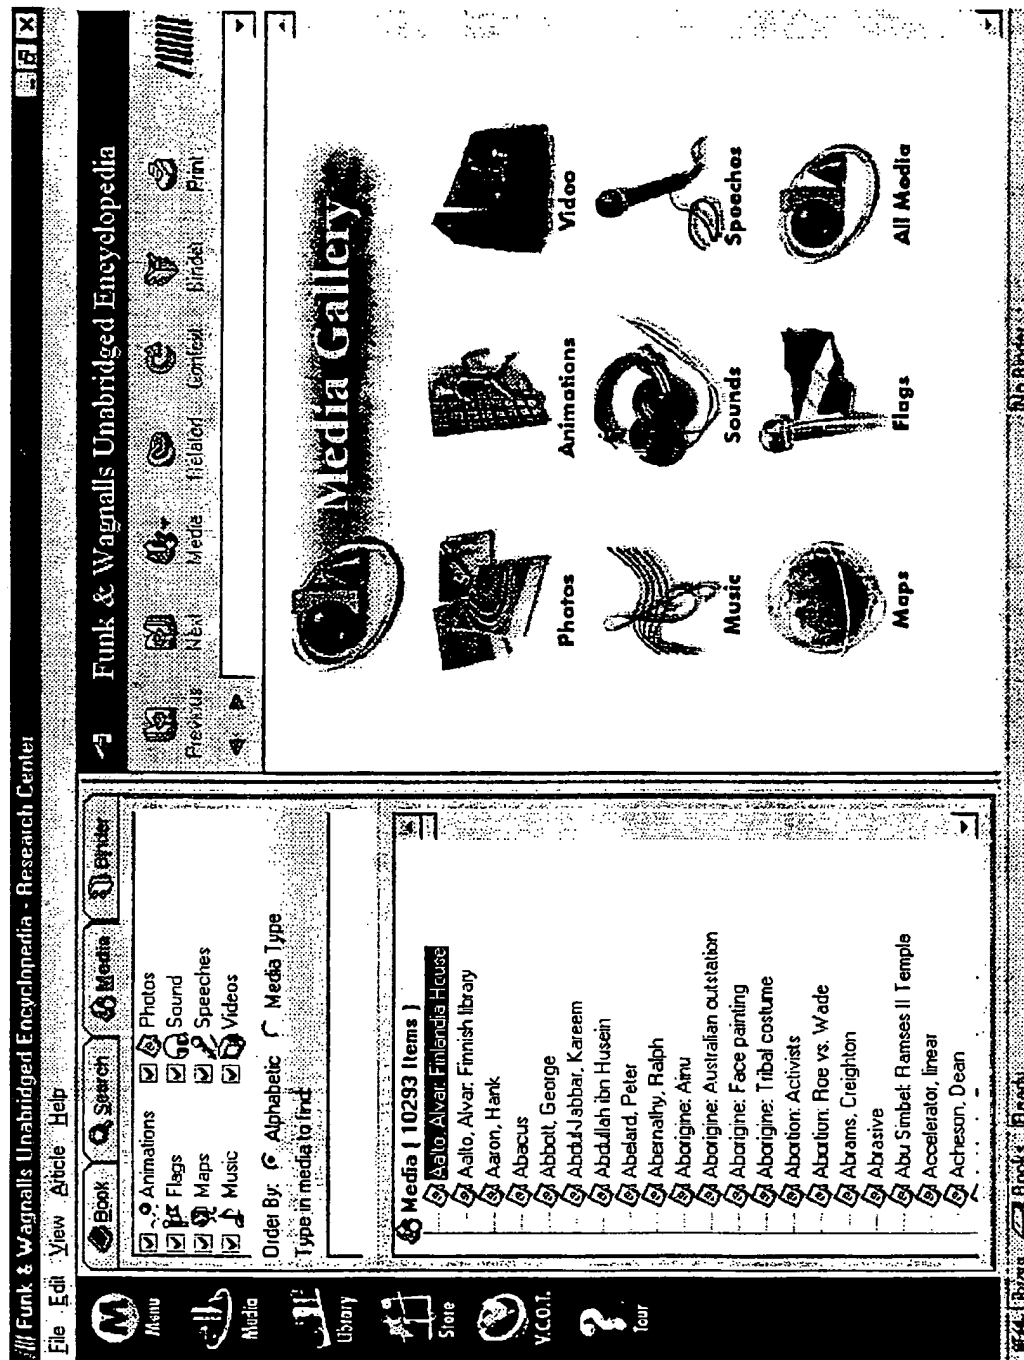 Funk & Wagnalls Unabridged Encyclopedia - Research Center
File Edit View Article Help
Menu
Media
Library
Store
V.C.O.T.
Tour
Book Search Media Binder
Animations Photos
Flags Sound
Maps Speeches
Music Videos
Order By: Alphabetic Media Type
Type in media to find:
Media ( 10293 Items )
Aalto, Alvar: Finlandia House
Aalto, Alvar: Finnish library
Aaron, Hank
Abacus
Abbott, George
Abdul-Jabbar, Kareem
Abdullah ibn Husein
Abelard, Peter
Abernathy, Ralph
Aborigine: Ainu
Aborigine: Australian outstation
Aborigine: Face painting
Aborigine: Tribal costume
Abortion: Activists
Abortion: Roe vs. Wade
Abrams, Creighton
Abrasive
Abu Simbel: Ramses II Temple
Accelerator, linear
Acheson, Dean
Funk & Wagnalls Unabridged Encyclopedia
Previous Next Media Related Context Binder Print
Media Gallery
Photos Animations Video
Music Sounds Speeches
Maps Flags All Media
Ready
No Binder